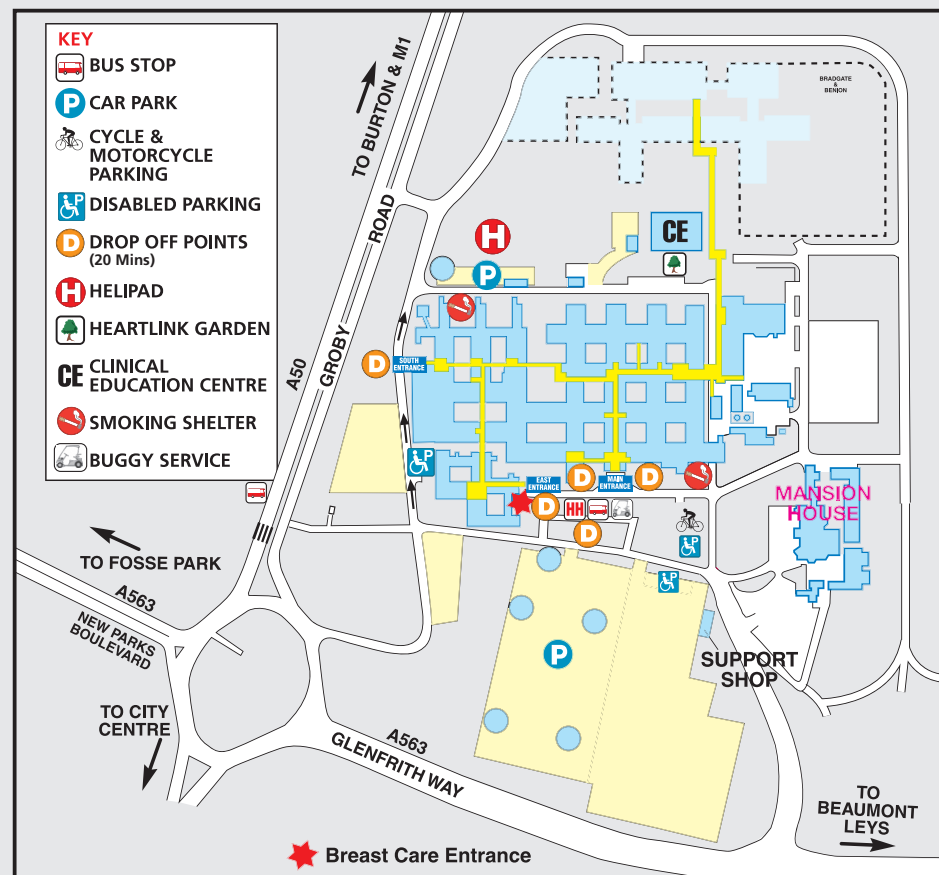 KEY
BUS STOP
P
CAR PARK
CYCLE &
MOTORCYCLE
PARKING
P
DISABLED PARKING
D
DROP OFF POINTS
(20 Mins)
H
HELIPAD
HEARTLINK GARDEN
CE
CLINICAL
EDUCATION CENTRE
SMOKING SHELTER
BUGGY SERVICE
TO BURTON & M1
A50
GROBY
ROAD
BRADGATE
&
BENION
H
P
CE
D
SOUTH
ENTRANCE
P
EAST
ENTRANCE
D
MAIN
ENTRANCE
D
D
HH
D
P
P
MANSION
HOUSE
TO FOSSE PARK
A563
NEW PARKS
BOULEVARD
TO CITY
CENTRE
P
SUPPORT
SHOP
A563
GLENFRITH WAY
TO
BEAUMONT
LEYS
Breast Care Entrance